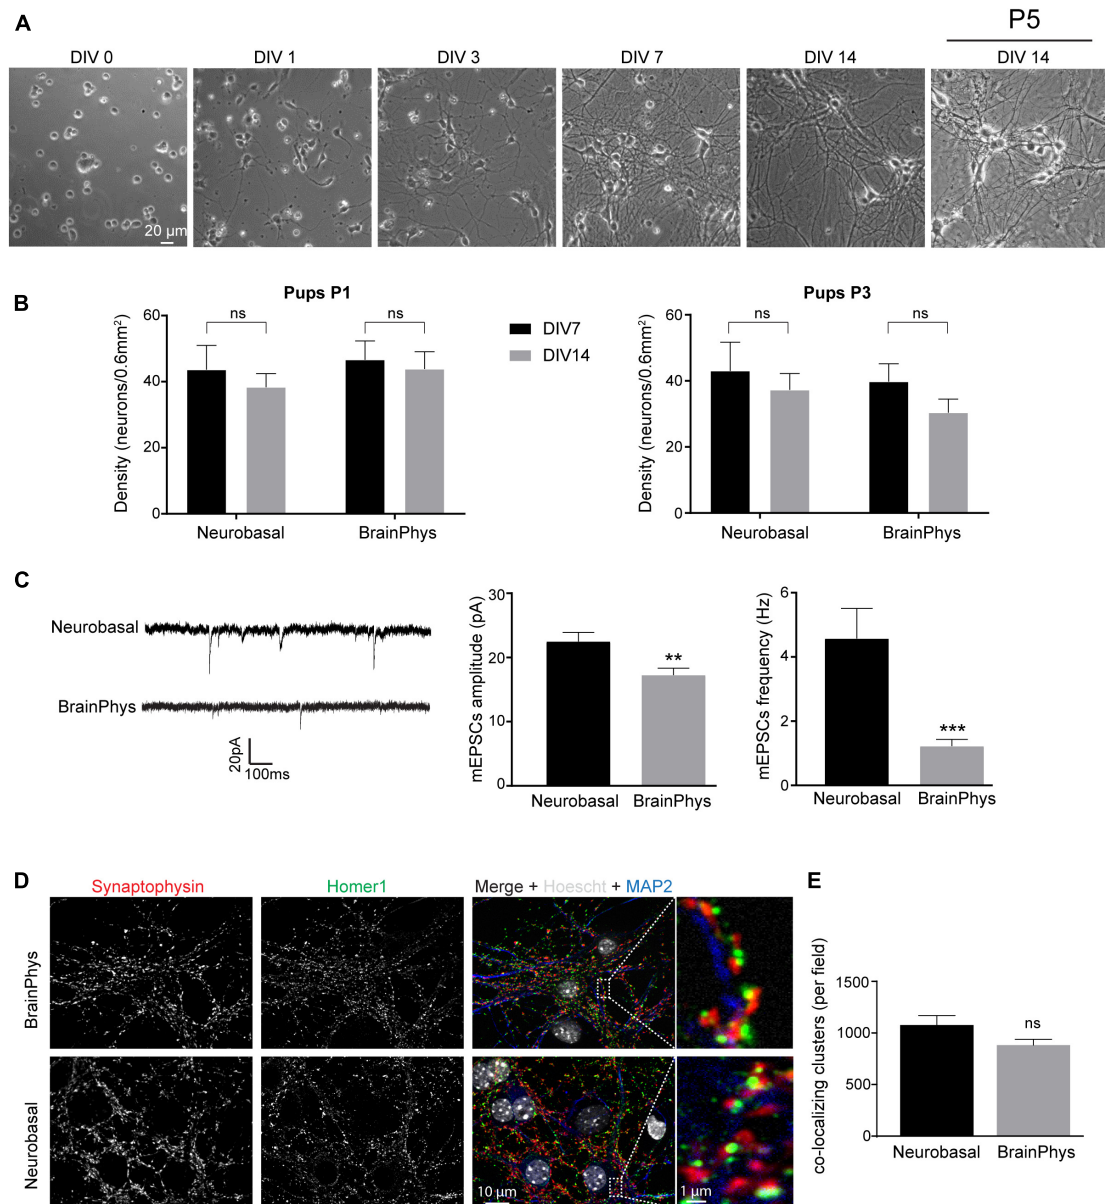 A
P5
DIV 0
DIV 1
DIV 3
DIV 7
DIV 14
DIV 14
20 µm
B
Pups P1
Density (neurons/0.6mm²)
60
40
20
0
ns
ns
Neurobasal
BrainPhys
DIV7
DIV14
Pups P3
Density (neurons/0.6mm²)
60
40
20
0
ns
ns
Neurobasal
BrainPhys
C
Neurobasal
BrainPhys
20pA
100ms
mEPSCs amplitude (pA)
30
20
10
0
**
Neurobasal
BrainPhys
mEPSCs frequency (Hz)
6
4
2
0
***
Neurobasal
BrainPhys
D
Synaptophysin
Homer1
Merge + Hoescht + MAP2
BrainPhys
Neurobasal
10 µm
1 µm
E
co-localizing clusters (per field)
1500
1000
500
0
ns
Neurobasal
BrainPhys